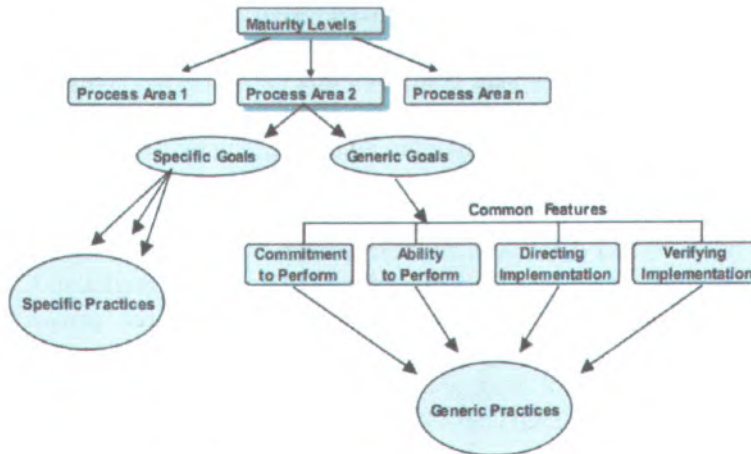 Maturity Levels
Process Area 1
Process Area 2
Process Area n
Specific Goals
Generic Goals
Common Features
Commitment
to Perform
Ability
to Perform
Directing
Implementation
Verifying
Implementation
Specific Practices
Generic Practices